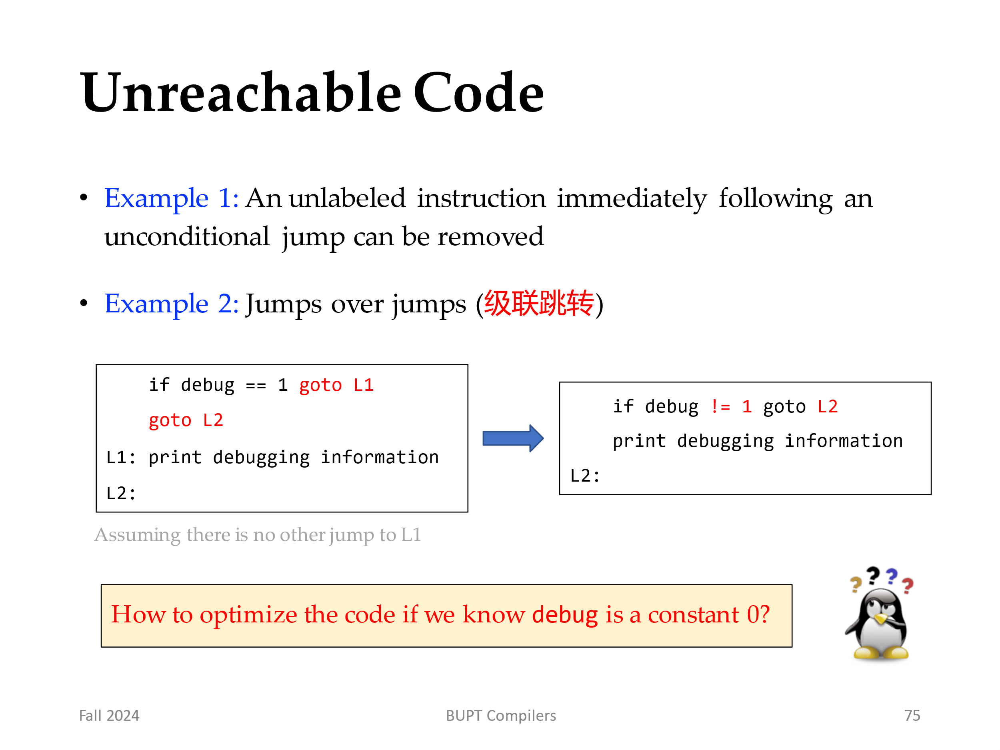 Unreachable Code
• Example 1: An unlabeled instruction immediately following an
unconditional jump can be removed
• Example 2: Jumps over jumps (级联跳转)
if debug == 1 goto L1
goto L2
L1: print debugging information
L2:
if debug != 1 goto L2
print debugging information
L2:
Assuming there is no other jump to L1
? ? ? ?
How to optimize the code if we know debug is a constant 0?
Fall 2024
BUPT Compilers
75